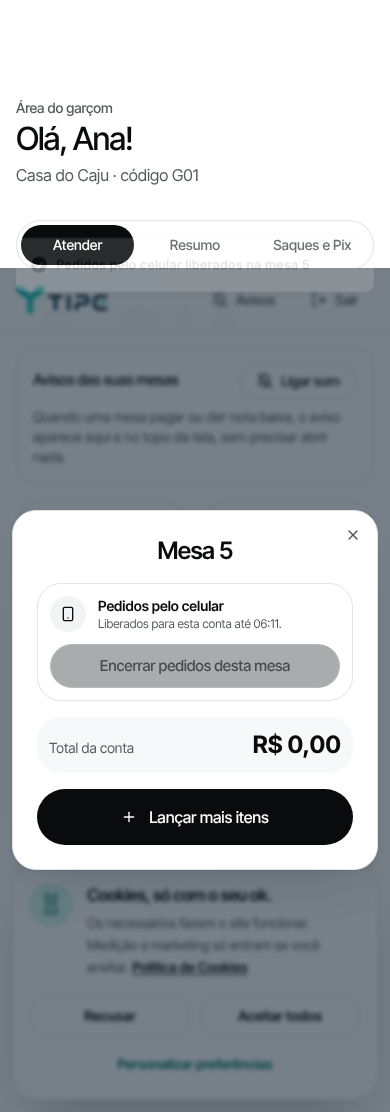 Área do garçom
Olá, Ana!
Casa do Caju · código G01
Atender
Resumo
Saques e Pix
Pedidos pelo celular liberados na mesa 5
TIPC
Avisos
Sair
Avisos das suas mesas
Ligar som
Quando uma mesa pagar ou der nota baixa, o aviso
aparece aqui e no topo da tela, sem precisar abrir
nada.
Mesa 5
Pedidos pelo celular
Liberados para esta conta até 06:11.
Encerrar pedidos desta mesa
Total da conta
R$ 0,00
Lançar mais itens
Cookies, só com o seu ok.
Os necessários fazem o site funcionar.
Medição e marketing só entram se você
aceitar. Política de Cookies
Recusar
Aceitar todos
Personalizar preferências